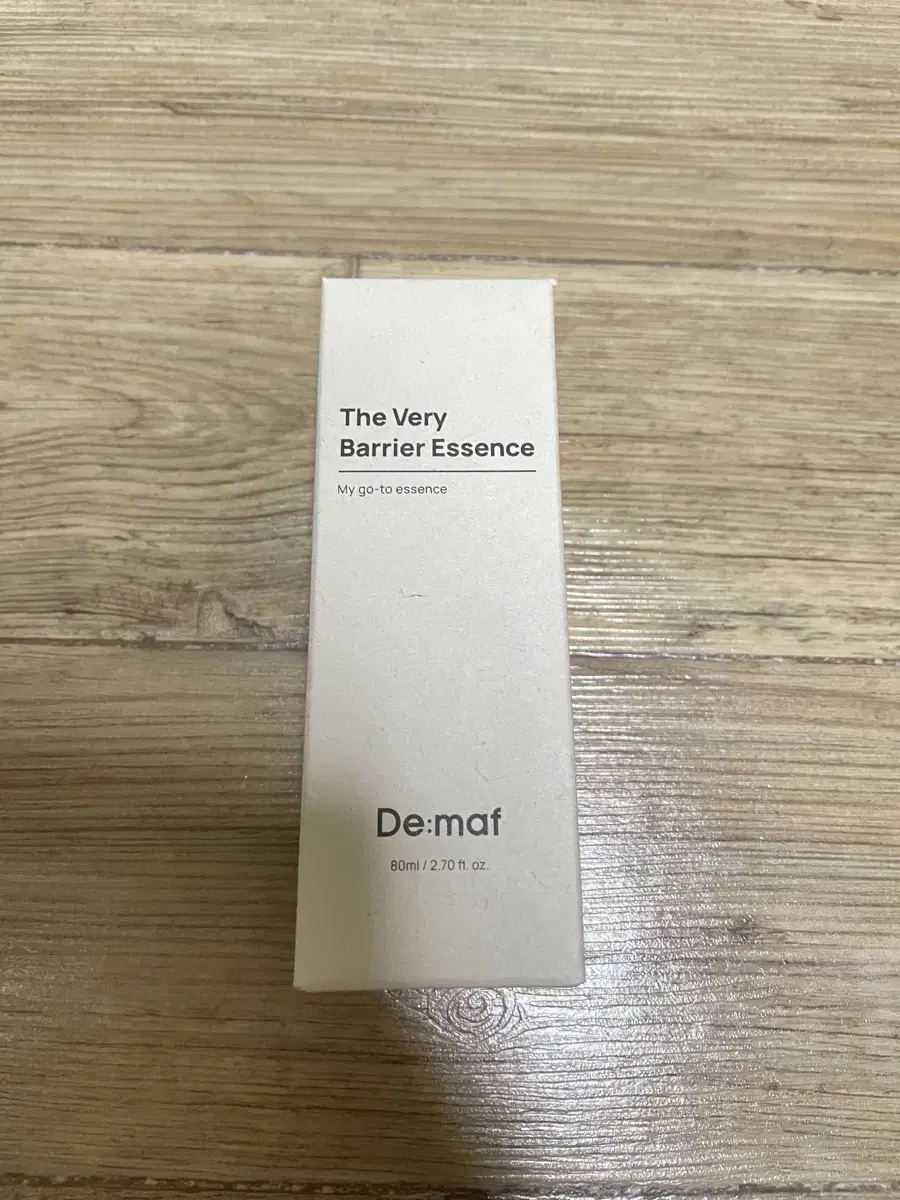 The Very
Barrier Essence
My go-to essence
De:maf
80ml / 2.70 fl. oz.